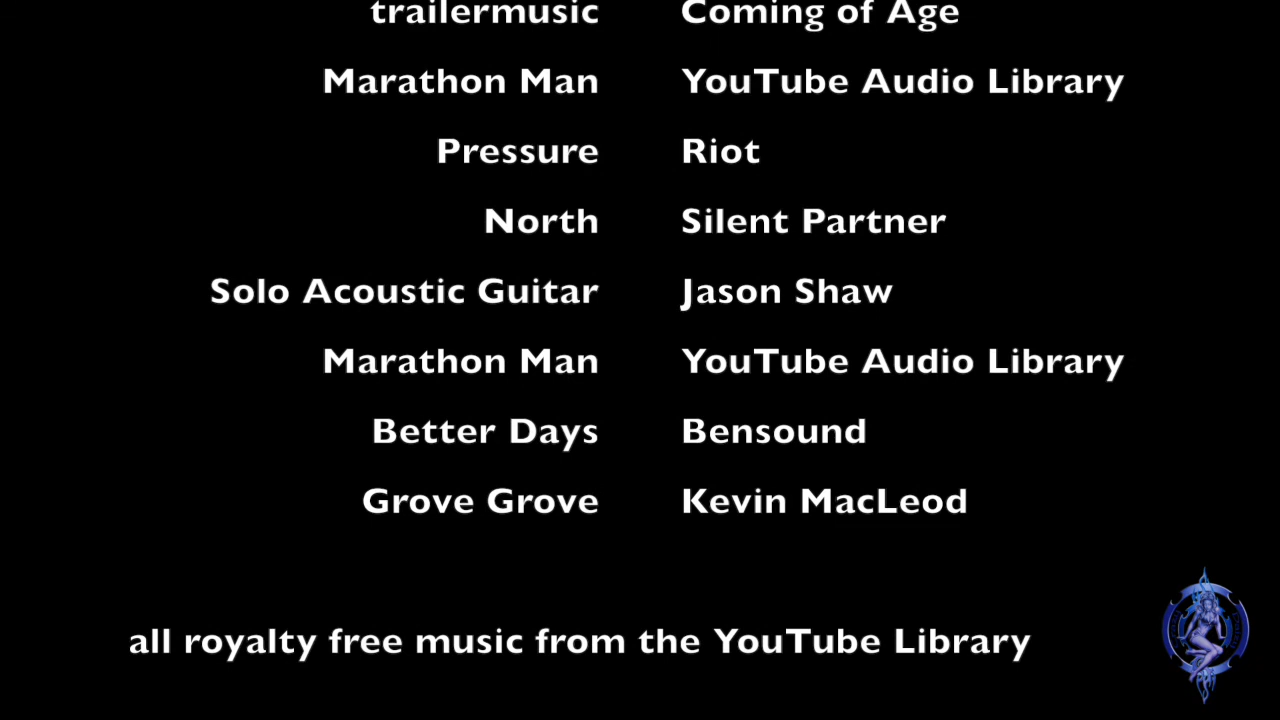 trailermusic Coming of Age
Marathon Man YouTube Audio Library
Pressure Riot
North Silent Partner
Solo Acoustic Guitar Jason Shaw
Marathon Man YouTube Audio Library
Better Days Bensound
Grove Grove Kevin MacLeod
all royalty free music from the YouTube Library